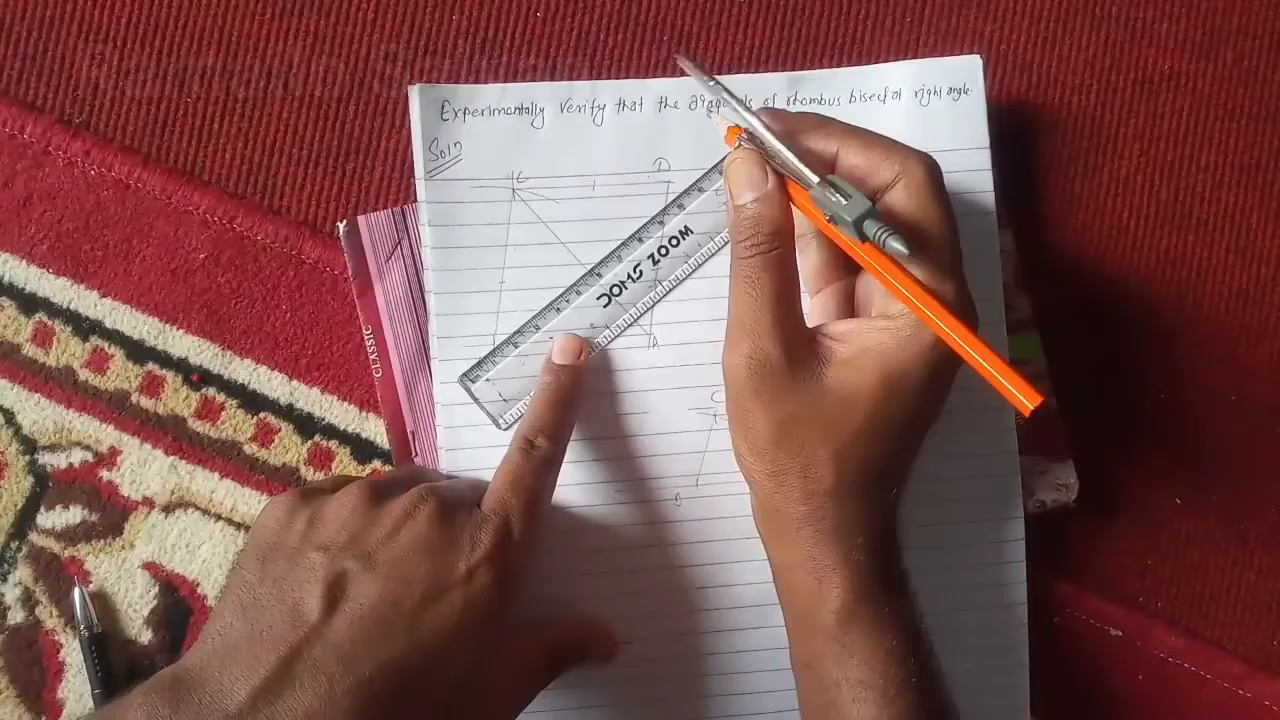 Experimentally Verify that the diagonals of rhombus bisect at right angle.
Soln
C
D
DOMS ZOOM
A
CLASSIC
C
B